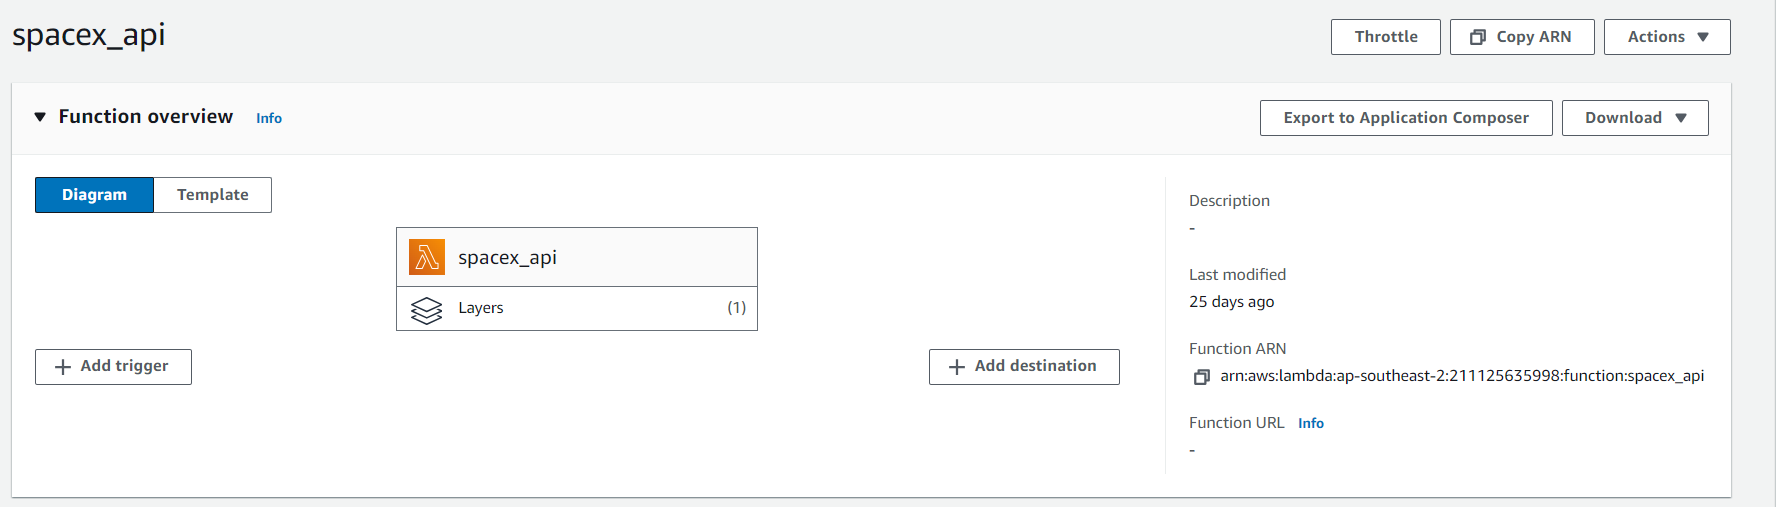 spacex_api
Throttle
Copy ARN
Actions
Function overview Info
Export to Application Composer
Download
Diagram
Template
spacex_api
Layers (1)
Add trigger
Add destination
Description
-
Last modified
25 days ago
Function ARN
arn:aws:lambda:ap-southeast-2:211125635998:function:spacex_api
Function URL Info
-